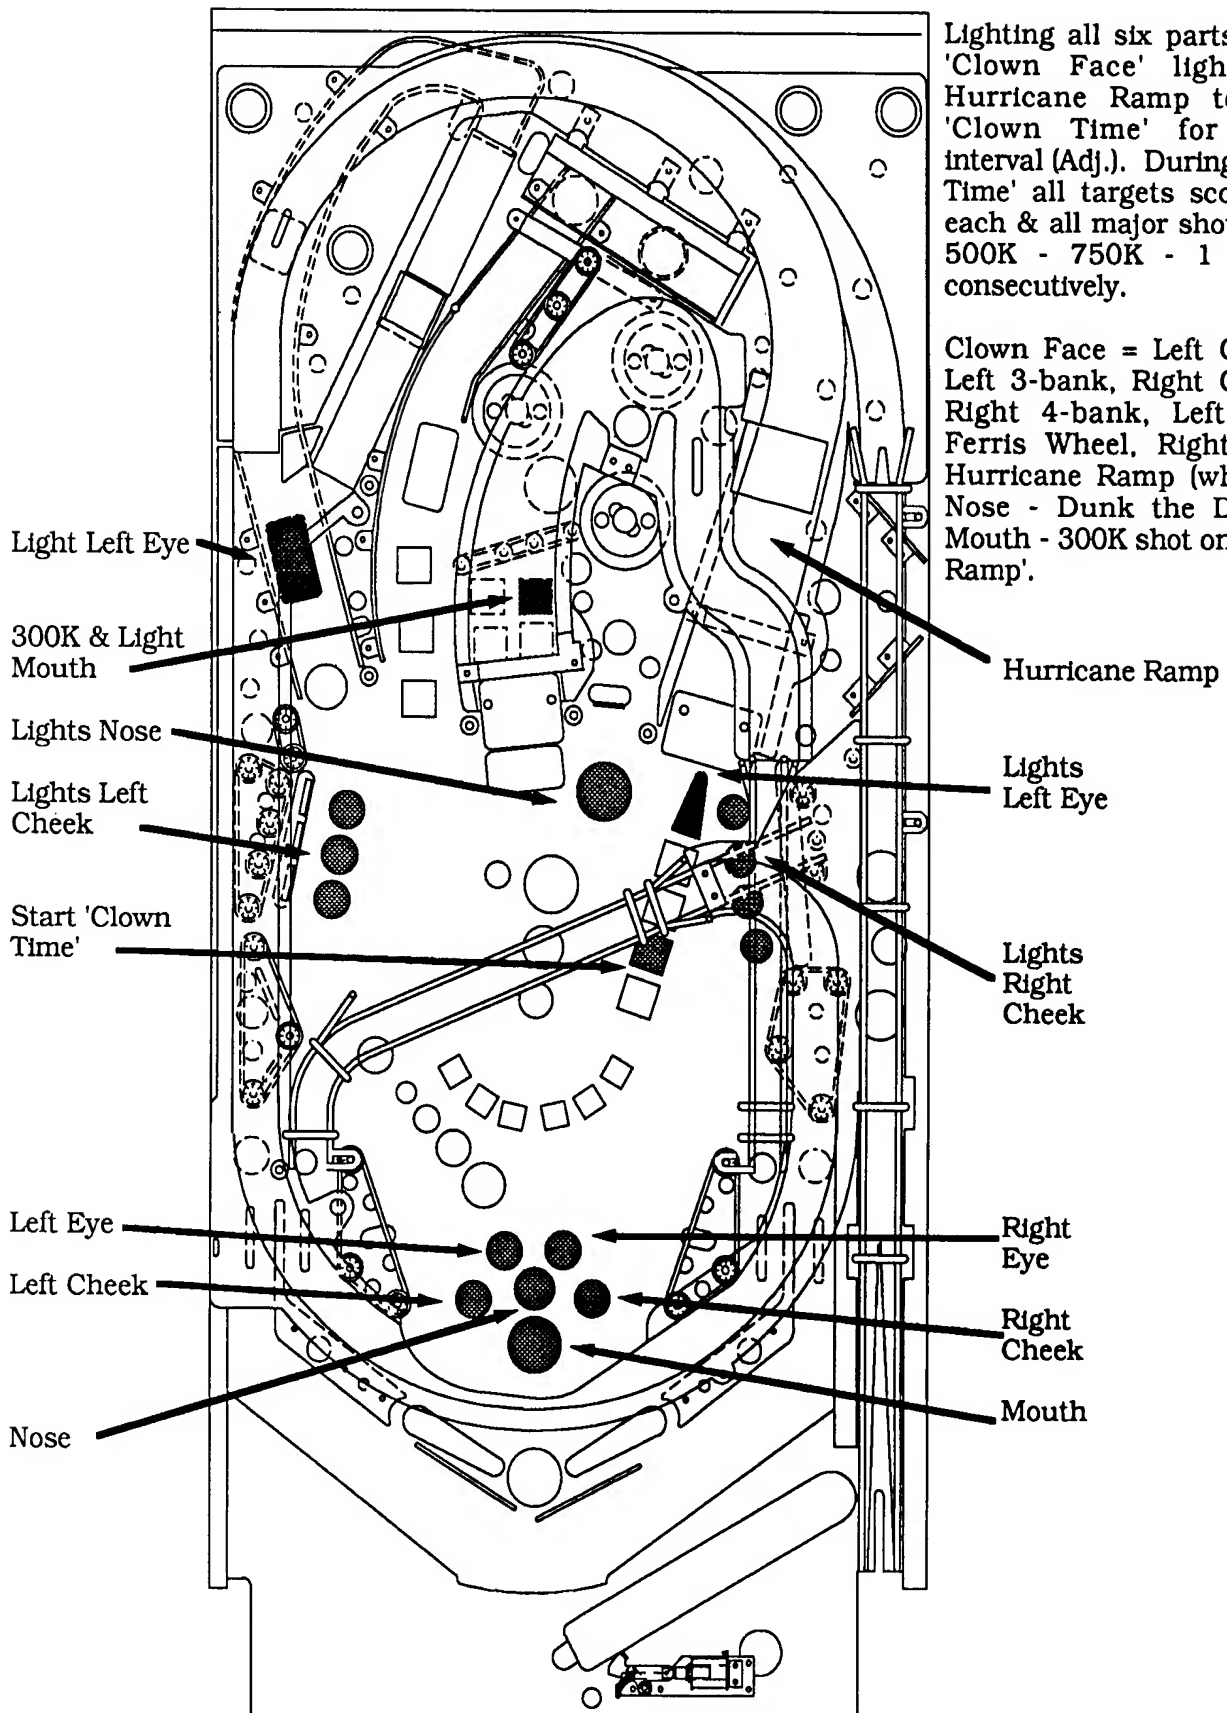 Lighting all six parts
'Clown Face' ligh
Hurricane Ramp to
'Clown Time' for
interval (Adj.). During
Time' all targets sco
each & all major sho
500K - 750K - 1
consecutively.
Clown Face = Left C
Left 3-bank, Right C
Right 4-bank, Left
Ferris Wheel, Right
Hurricane Ramp (wh
Nose - Dunk the D
Mouth - 300K shot on
Ramp'.
Light Left Eye
300K & Light
Mouth
Hurricane Ramp
Lights Nose
Lights
Left Eye
Lights Left
Cheek
Start 'Clown
Time'
Lights
Right
Cheek
Left Eye
Right
Eye
Left Cheek
Right
Cheek
Mouth
Nose